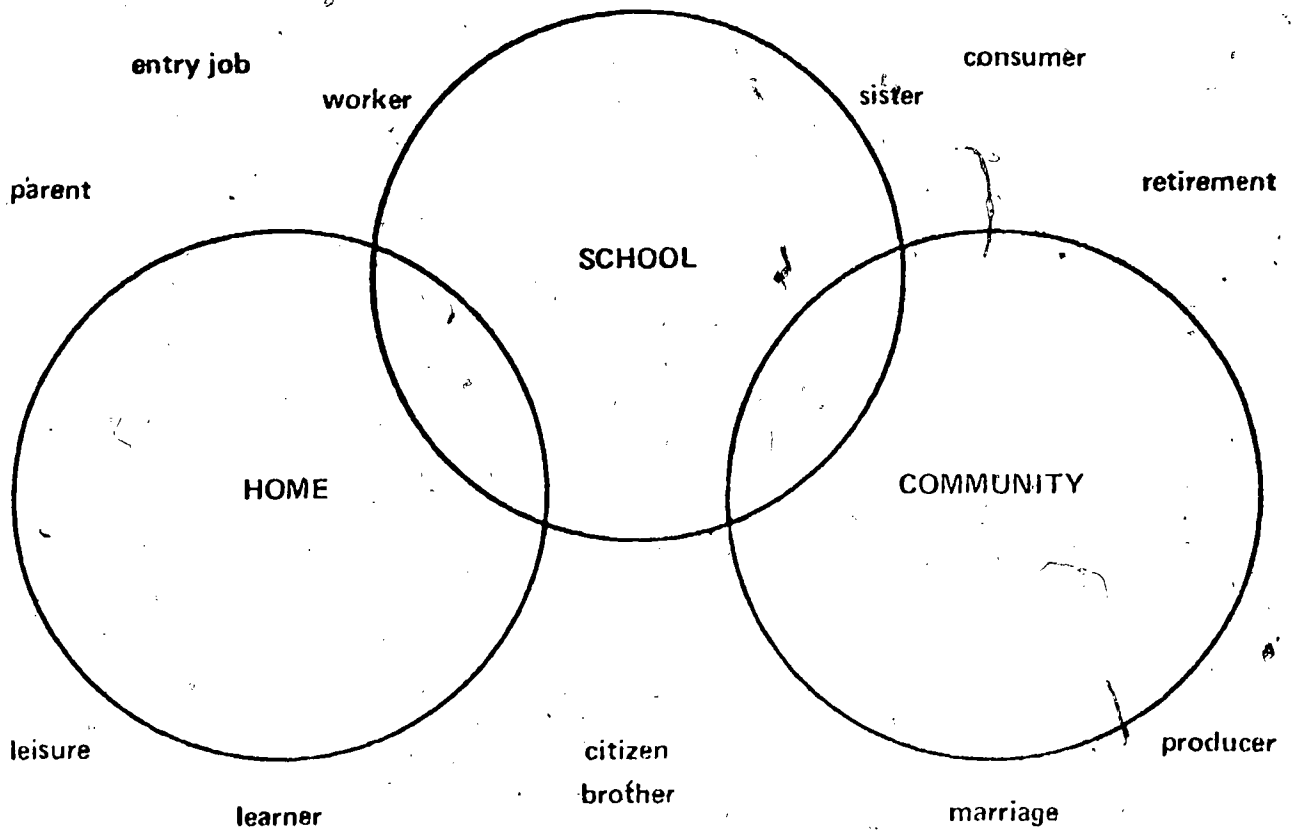 entry job
consumer
worker
sister
parent
retirement
SCHOOL
HOME
COMMUNITY
leisure
citizen
producer
brother
learner
marriage